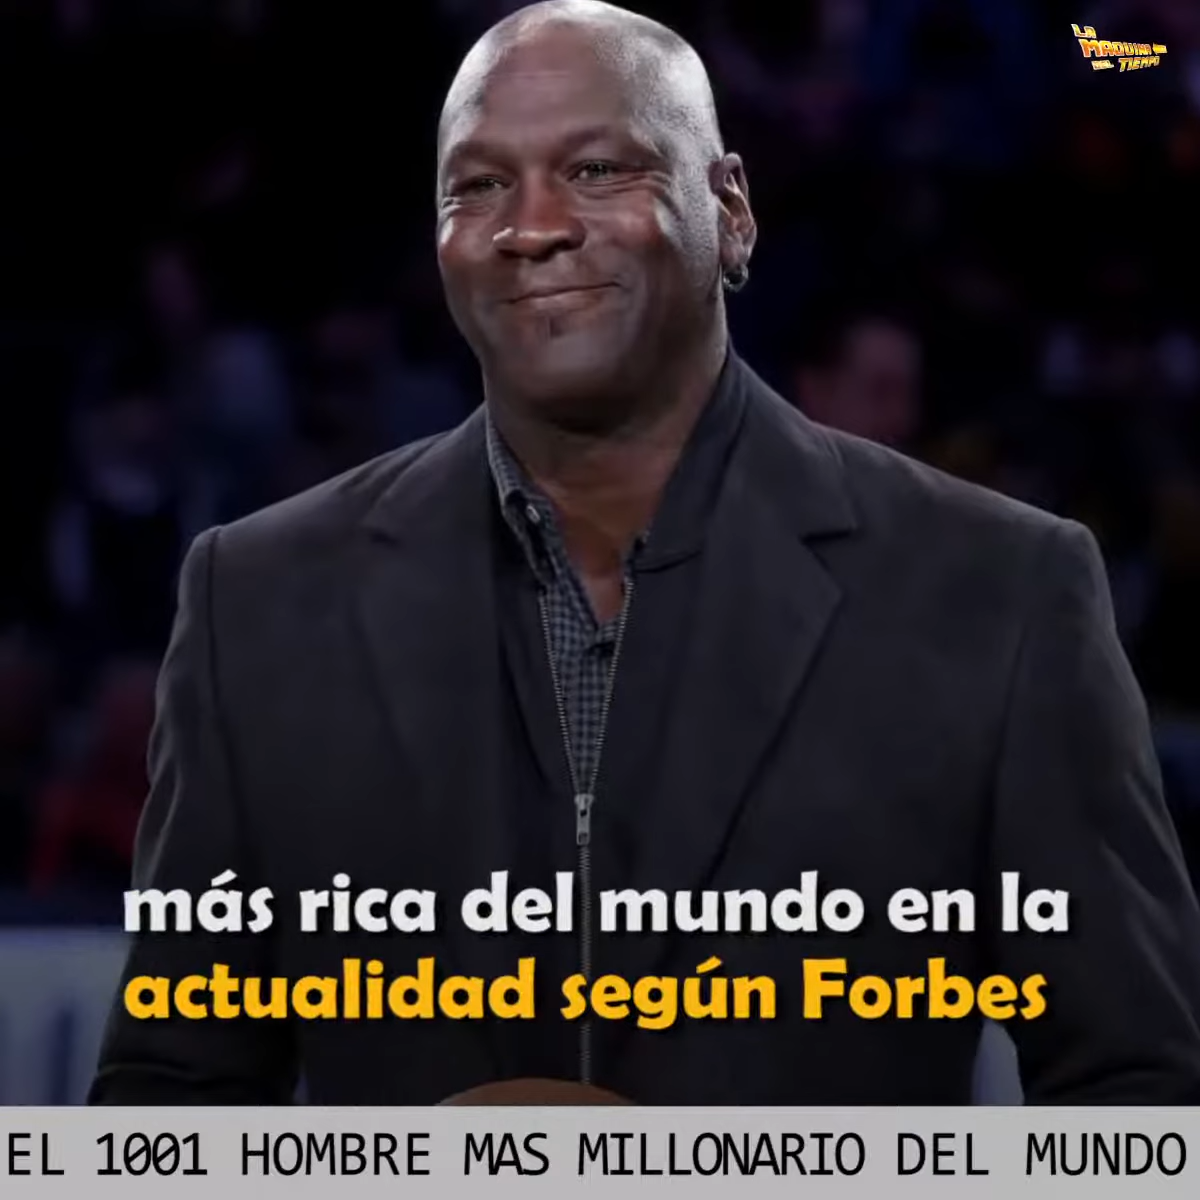 LA
MAQUINA
DEL TIEMPO
más rica del mundo en la
actualidad según Forbes
EL 1001 HOMBRE MAS MILLONARIO DEL MUNDO